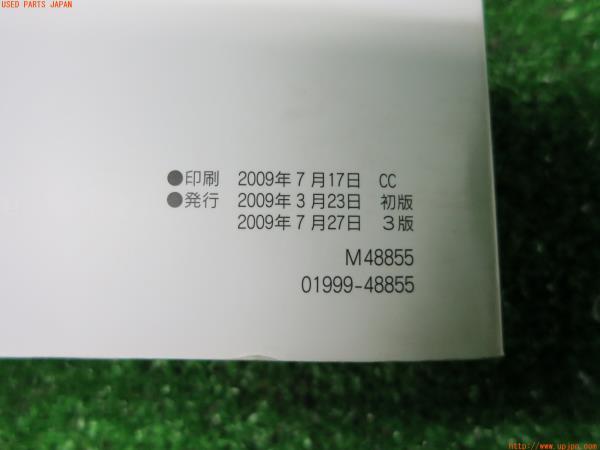 USED PARTS JAPAN
●印刷 2009年7月17日 CC
●発行 2009年3月23日 初版
2009年7月27日 3版
M48855
01999-48855
http://www.upjpn.com/